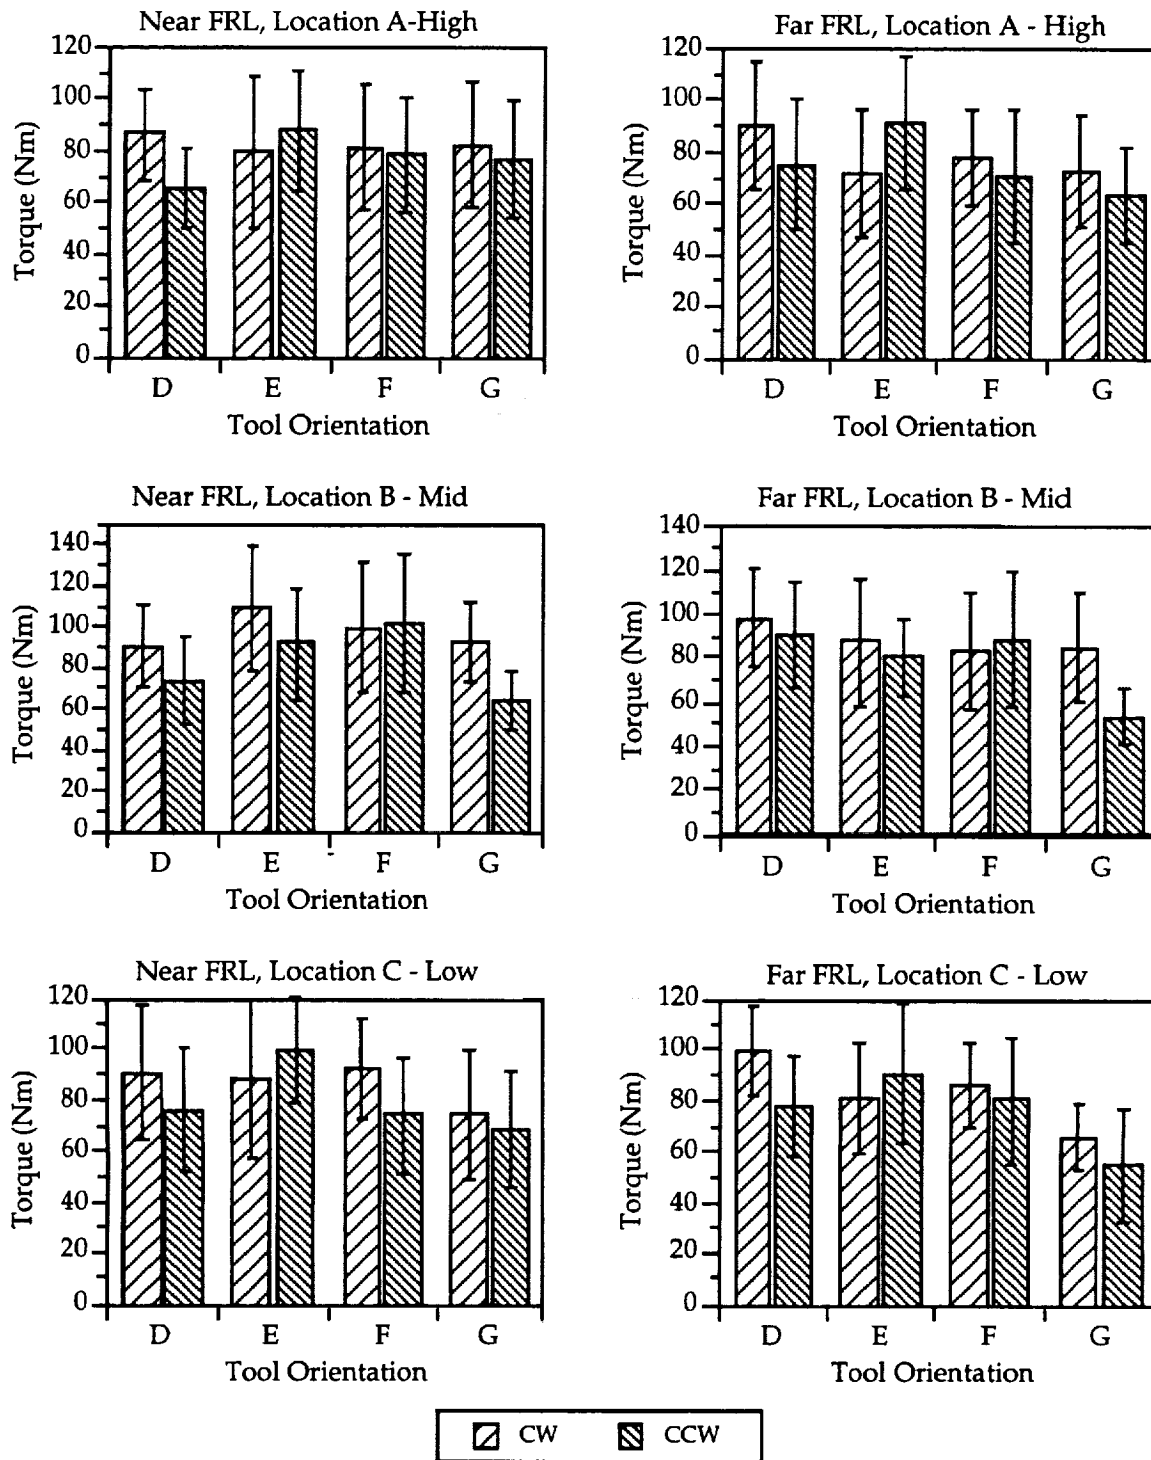 Near FRL, Location A-High
120
100
80
60
40
20
0
Torque (Nm)
D E F G
Tool Orientation
Far FRL, Location A - High
120
100
80
60
40
20
0
Torque (Nm)
D E F G
Tool Orientation
Near FRL, Location B - Mid
140
120
100
80
60
40
20
0
Torque (Nm)
D E F G
Tool Orientation
Far FRL, Location B - Mid
140
120
100
80
60
40
20
0
Torque (Nm)
D E F G
Tool Orientation
Near FRL, Location C - Low
120
100
80
60
40
20
0
Torque (Nm)
D E F G
Tool Orientation
Far FRL, Location C - Low
120
100
80
60
40
20
0
Torque (Nm)
D E F G
Tool Orientation
CW CCW